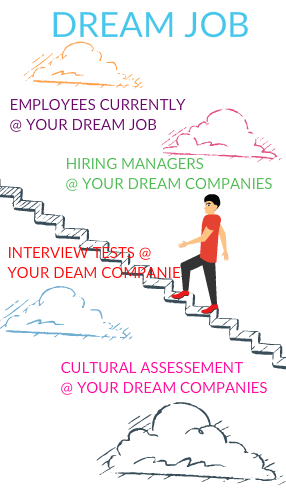 DREAM JOB
EMPLOYEES CURRENTLY
@ YOUR DREAM JOB
HIRING MANAGERS
@ YOUR DREAM COMPANIES
INTERVIEW TESTS @
YOUR DEAM COMPANIE
CULTURAL ASSESSEMENT
@ YOUR DREAM COMPANIES